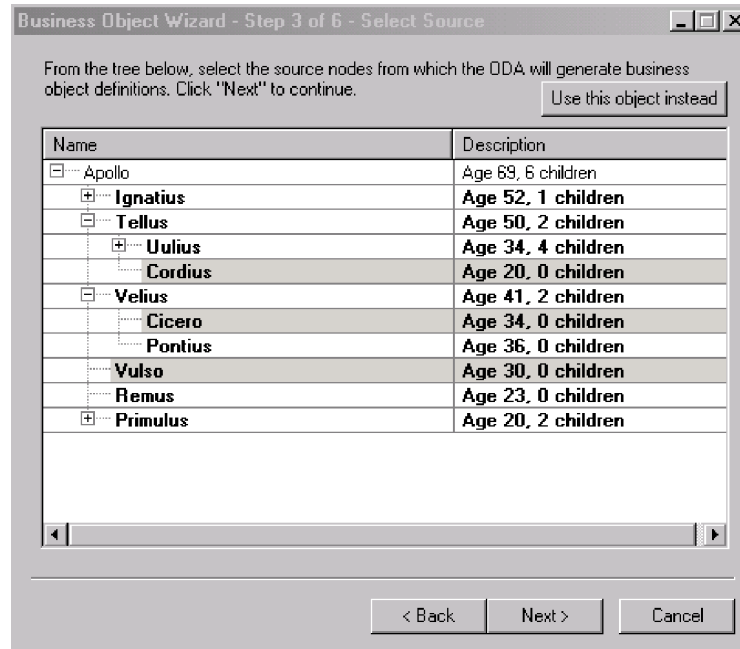 Business Object Wizard - Step 3 of 6 - Select Source
From the tree below, select the source nodes from which the ODA will generate business
object definitions. Click "Next" to continue.
Use this object instead
Name Description
Apollo Age 69, 6 children
Ignatius Age 52, 1 children
Tellus Age 50, 2 children
Uulius Age 34, 4 children
Cordius Age 20, 0 children
Velius Age 41, 2 children
Cicero Age 34, 0 children
Pontius Age 36, 0 children
Vulso Age 30, 0 children
Remus Age 23, 0 children
Primulus Age 20, 2 children
< Back Next > Cancel